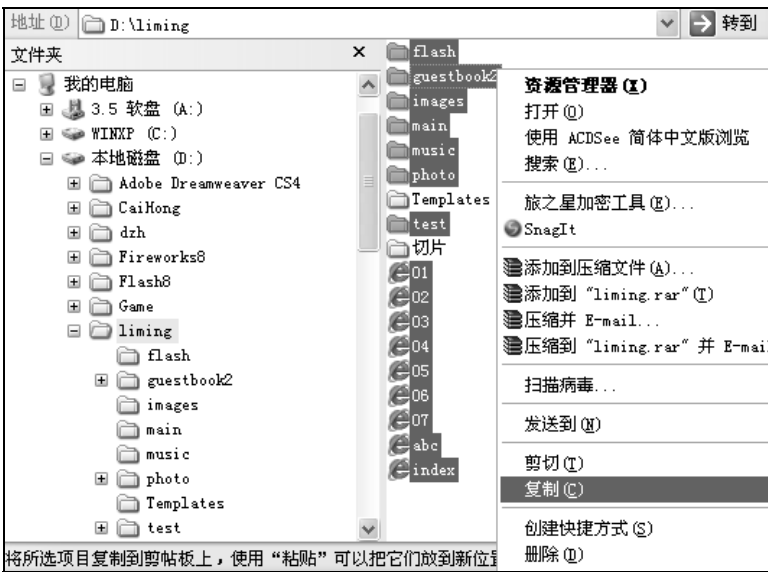 地址(D) D:\liming 转到
文件夹
我的电脑
3.5 软盘 (A:)
WINXP (C:)
本地磁盘 (D:)
Adobe Dreamweaver CS4
CaiHong
dzh
Fireworks8
Flash8
Game
liming
flash
guestbook2
images
main
music
photo
Templates
test
flash
guestbook2
images
main
music
photo
Templates
test
切片
01
02
03
04
05
06
07
abc
index
资源管理器(X)
打开(O)
使用 ACDSee 简体中文版浏览
搜索(E)...
旅之星加密工具(E)...
SnagIt
添加到压缩文件(A)...
添加到 "liming.rar"(T)
压缩并 E-mail...
压缩到 "liming.rar" 并 E-mail
扫描病毒...
发送到(N)
剪切(T)
复制(C)
创建快捷方式(S)
删除(D)
将所选项目复制到剪帖板上，使用“粘贴”可以把它们放到新位置